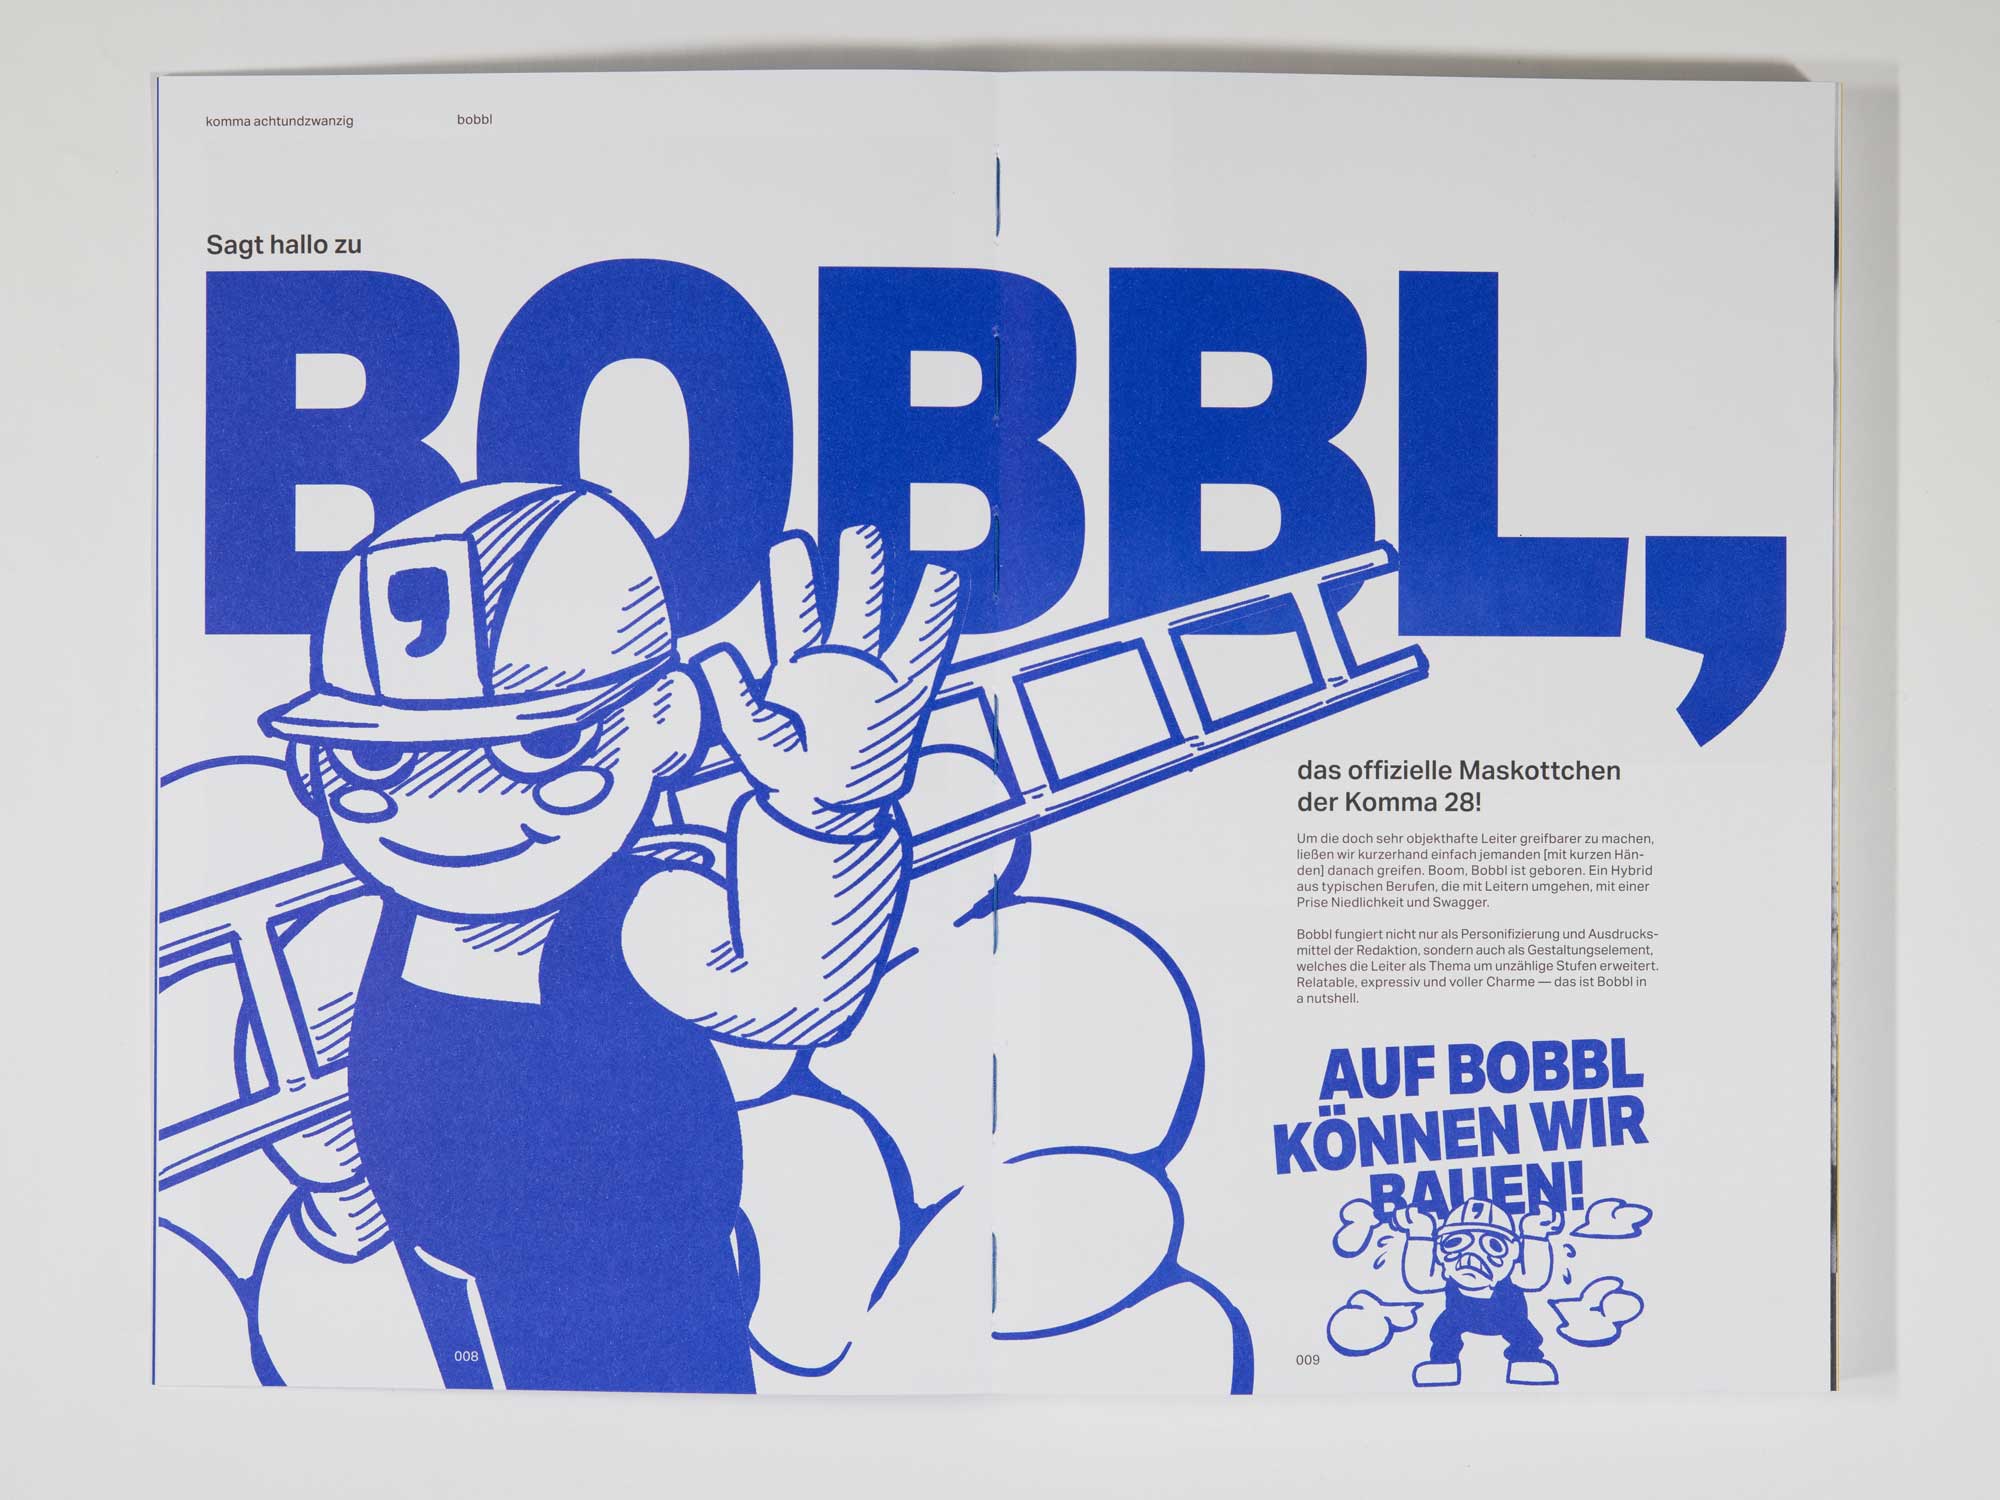 komma achtundzwanzig
bobbl
Sagt hallo zu
BOBBL,
das offizielle Maskottchen
der Komma 28!
Um die doch sehr objekthafte Leiter greifbarer zu machen,
ließen wir kurzerhand einfach jemanden [mit kurzen Hän-
den] danach greifen. Boom, Bobbl ist geboren. Ein Hybrid
aus typischen Berufen, die mit Leitern umgehen, mit einer
Prise Niedlichkeit und Swagger.
Bobbl fungiert nicht nur als Personifizierung und Ausdrucks-
mittel der Redaktion, sondern auch als Gestaltungselement,
welches die Leiter als Thema um unzählige Stufen erweitert.
Relatable, expressiv und voller Charme — das ist Bobbl in
a nutshell.
AUF BOBBL
KÖNNEN WIR
BAUEN!
008
009